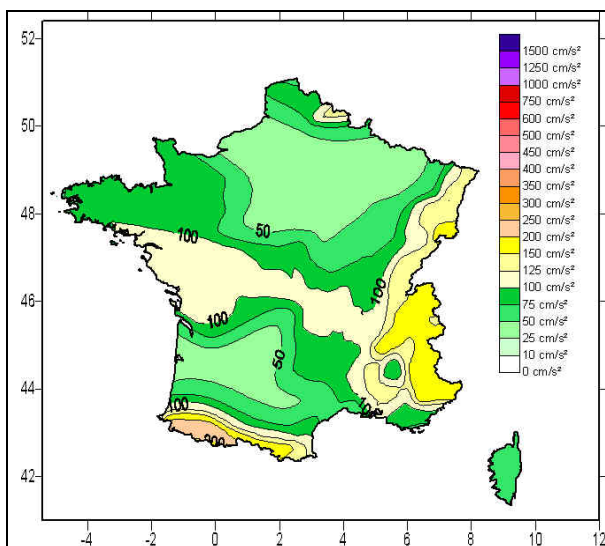 52
50
48
46
44
42
-4
-2
0
2
4
6
8
10
12
1500 cm/s²
1250 cm/s²
1000 cm/s²
750 cm/s²
600 cm/s²
500 cm/s²
450 cm/s²
400 cm/s²
350 cm/s²
300 cm/s²
250 cm/s²
200 cm/s²
150 cm/s²
125 cm/s²
100 cm/s²
75 cm/s²
50 cm/s²
25 cm/s²
10 cm/s²
0 cm/s²
50
100
100
100
50
100
200